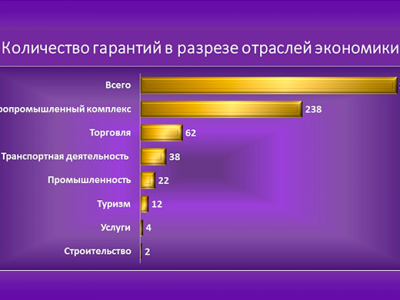 Количество гарантий в разрезе отраслей экономики
Всего
ропромышленный комплекс 238
Торговля 62
Транспортная деятельность 38
Промышленность 22
Туризм 12
Услуги 4
Строительство 2